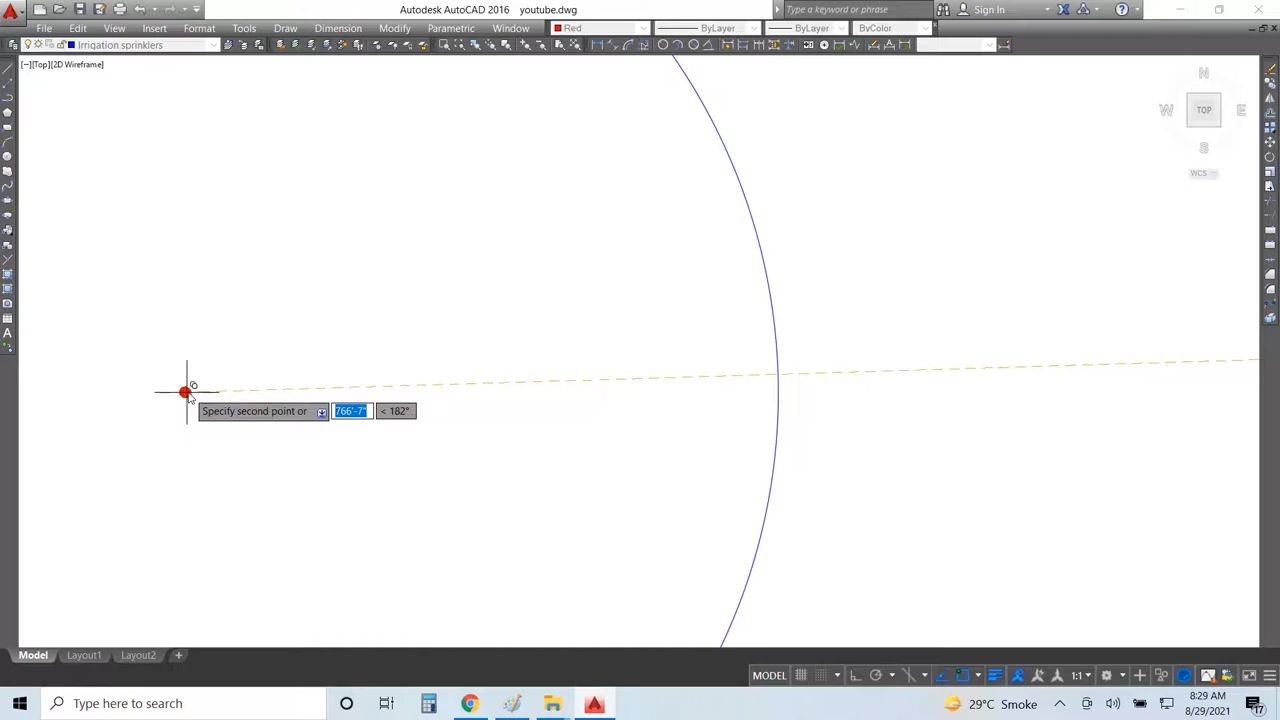 Autodesk AutoCAD 2016 youtube.dwg
Type a keyword or phrase
Sign In
File Edit View Insert Format Tools Draw Dimension Modify Parametric Window
Red
ByLayer
ByLayer
ByColor
Irrigation sprinklers
[−][Top][2D Wireframe]
N
W TOP E
S
WCS
Specify second point or 766'-7" < 182°
Model Layout1 Layout2 +
MODEL
1:1
Type here to search
29°C Smoke
8:29 AM
8/29/2021
17